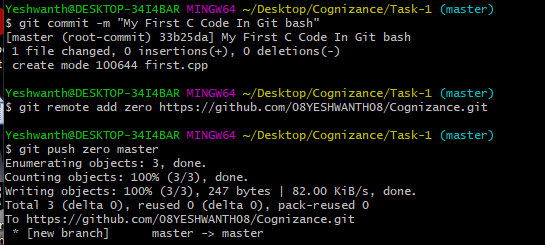 Yeshwanth@DESKTOP-34I4BAR MINGW64 ~/Desktop/Cognizance/Task-1 (master)
$ git commit -m "My First C Code In Git bash"
[master (root-commit) 33b25da] My First C Code In Git bash
 1 file changed, 0 insertions(+), 0 deletions(-)
 create mode 100644 first.cpp
Yeshwanth@DESKTOP-34I4BAR MINGW64 ~/Desktop/Cognizance/Task-1 (master)
$ git remote add zero https://github.com/08YESHWANTH08/Cognizance.git
Yeshwanth@DESKTOP-34I4BAR MINGW64 ~/Desktop/Cognizance/Task-1 (master)
$ git push zero master
Enumerating objects: 3, done.
Counting objects: 100% (3/3), done.
Writing objects: 100% (3/3), 247 bytes | 82.00 KiB/s, done.
Total 3 (delta 0), reused 0 (delta 0), pack-reused 0
To https://github.com/08YESHWANTH08/Cognizance.git
 * [new branch]      master -> master